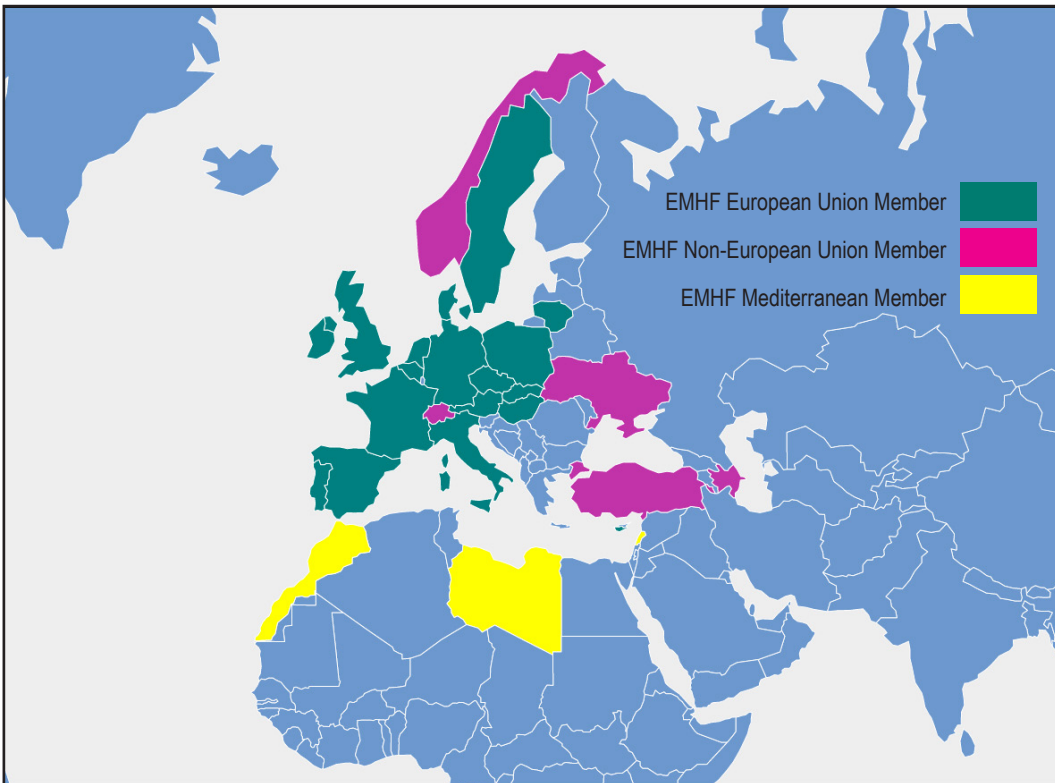 EMHF European Union Member
EMHF Non-European Union Member
EMHF Mediterranean Member